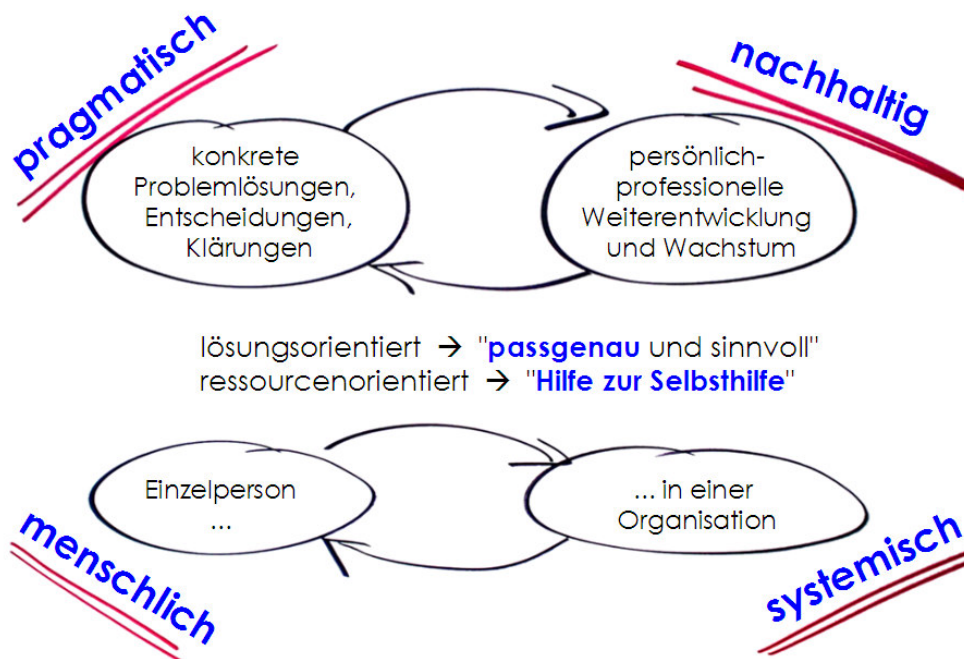 pragmatisch
nachhaltig
konkrete
Problemlösungen,
Entscheidungen,
Klärungen
persönlich-
professionelle
Weiterentwicklung
und Wachstum
lösungsorientiert → "passgenau und sinnvoll"
ressourcenorientiert → "Hilfe zur Selbsthilfe"
Einzelperson
...
... in einer
Organisation
menschlich
systemisch